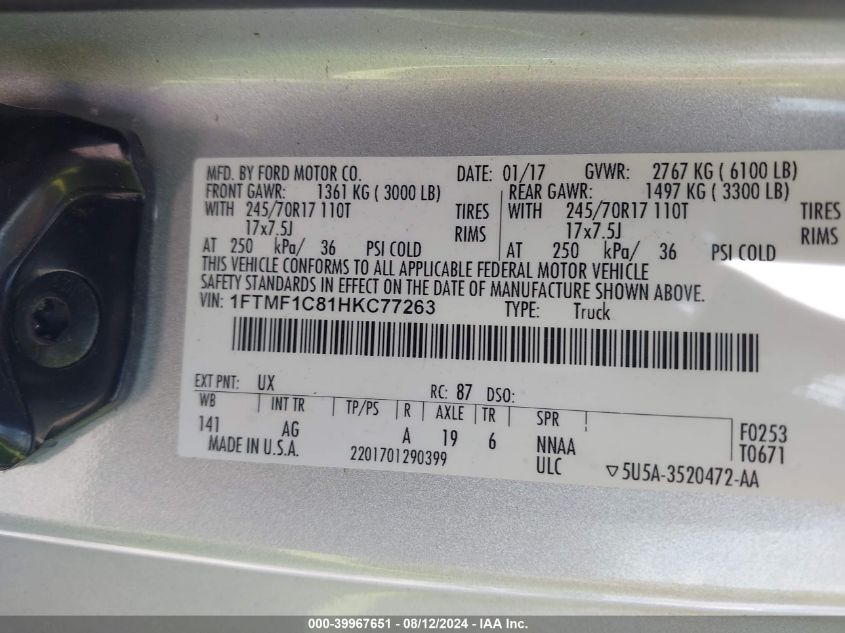 MFD. BY FORD MOTOR CO. DATE: 01/17 GVWR: 2767 KG ( 6100 LB)
FRONT GAWR: 1361 KG ( 3000 LB) REAR GAWR: 1497 KG ( 3300 LB)
WITH 245/70R17 110T TIRES WITH 245/70R17 110T TIRES
17x7.5J RIMS 17x7.5J RIMS
AT 250 kPa/ 36 PSI COLD AT 250 kPa/ 36 PSI COLD
THIS VEHICLE CONFORMS TO ALL APPLICABLE FEDERAL MOTOR VEHICLE
SAFETY STANDARDS IN EFFECT ON THE DATE OF MANUFACTURE SHOWN ABOVE.
VIN: 1FTMF1C81HKC77263 TYPE: Truck
EXT PNT: UX RC: 87 DSO:
WB INT TR TP/PS R AXLE TR SPR
141 AG A 19 6 NNAA F0253
MADE IN U.S.A. 2201701290399 ULC T0671
▽5U5A-3520472-AA
000-39967651 - 08/12/2024 - IAA Inc.